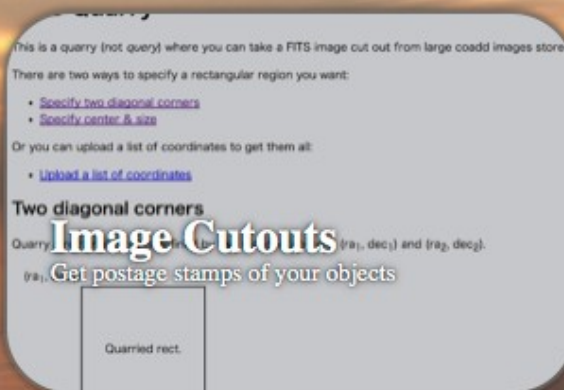 Quarry
This is a quarry (not query) where you can take a FITS image cut out from large coadd images store
There are two ways to specify a rectangular region you want:
• Specify two diagonal corners
• Specify center & size
Or you can upload a list of coordinates to get them all:
• Upload a list of coordinates
Two diagonal corners
Quarry (ra₁, dec₁) and (ra₂, dec₂).
Image Cutouts
(ra₁,
Get postage stamps of your objects
Quarried rect.